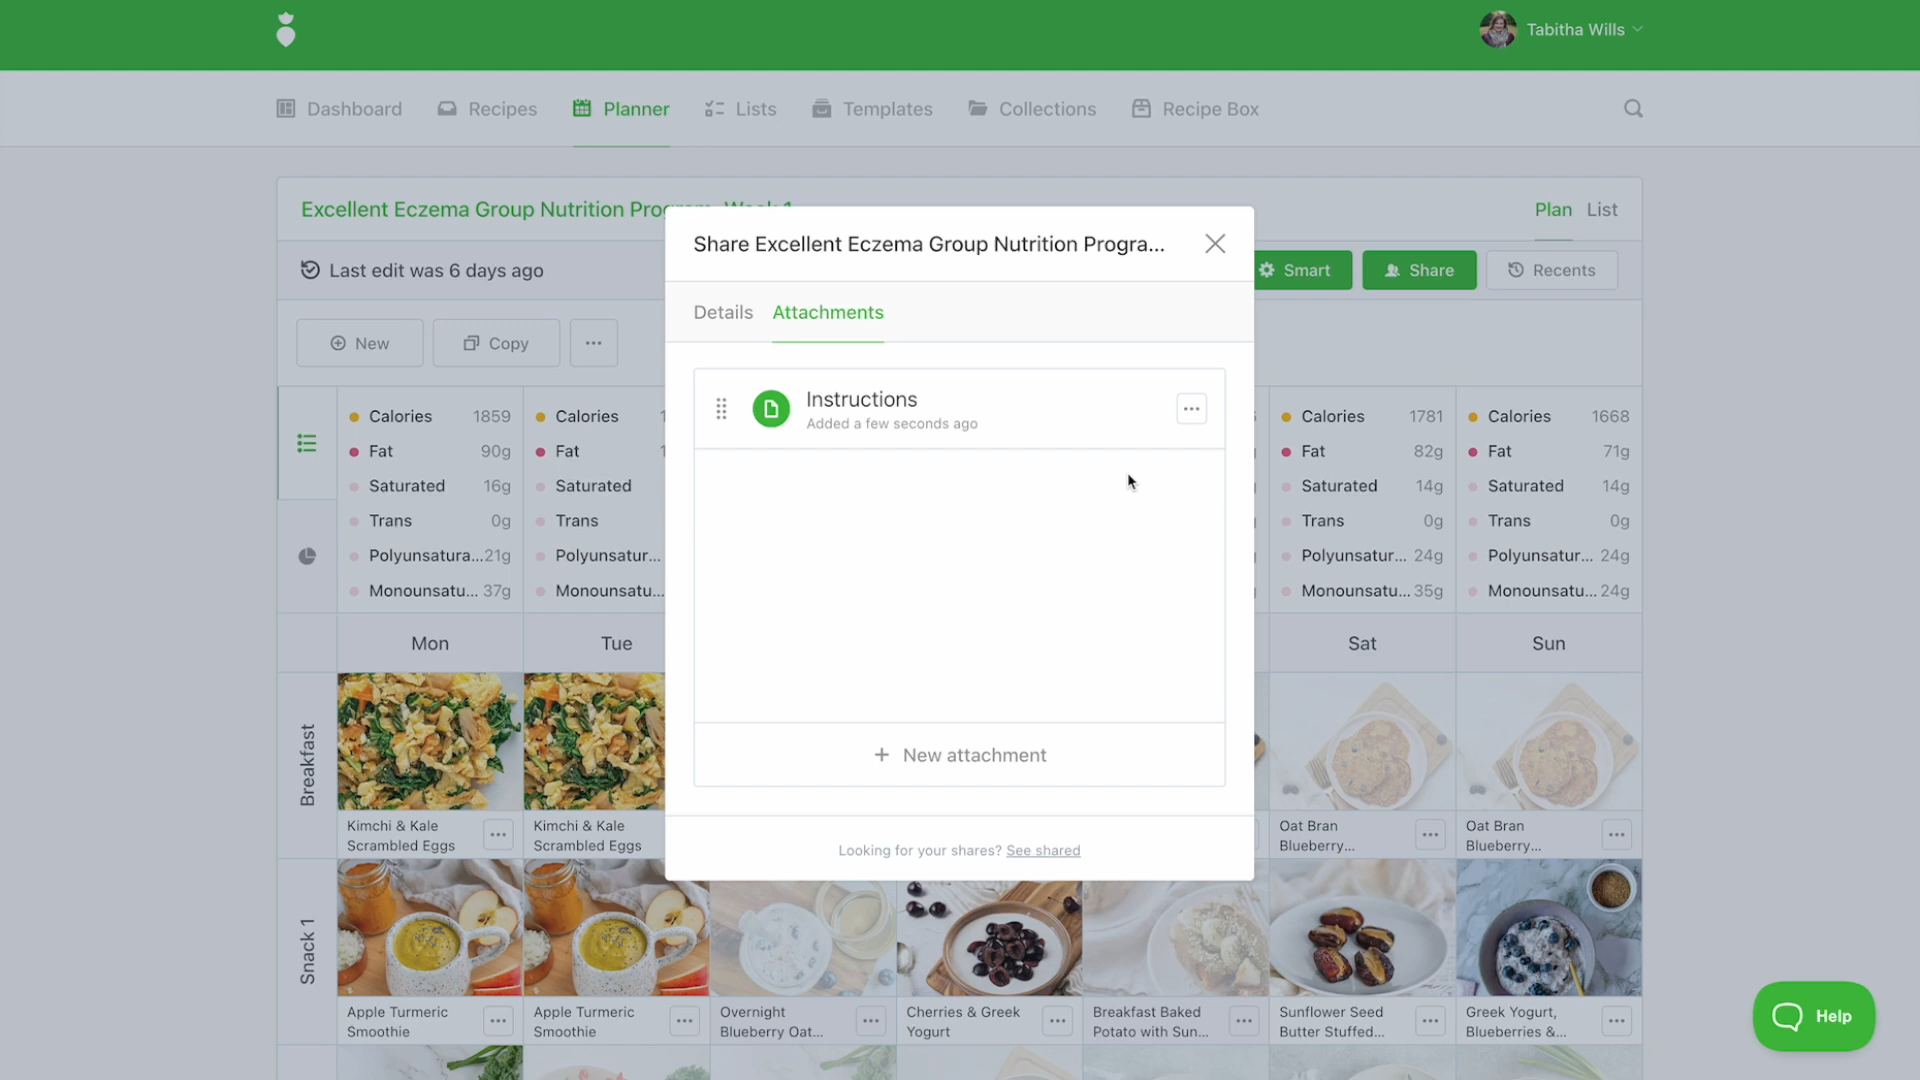 Tabitha Wills
Dashboard
Recipes
Planner
Lists
Templates
Collections
Recipe Box
Excellent Eczema Group Nutrition Program
Plan
List
Last edit was 6 days ago
Smart
Share
Recents
New
Copy
Share Excellent Eczema Group Nutrition Progra...
Details
Attachments
Instructions
Added a few seconds ago
+ New attachment
Looking for your shares? See shared
Calories 1859
Fat 90g
Saturated 16g
Trans 0g
Polyunsatura... 21g
Monounsatu... 37g
Calories
Fat
Saturated
Trans
Polyunsatur...
Monounsatu...
Calories 1781
Fat 82g
Saturated 14g
Trans 0g
Polyunsatur... 24g
Monounsatu... 35g
Calories 1668
Fat 71g
Saturated 14g
Trans 0g
Polyunsatur... 24g
Monounsatu... 24g
Mon
Tue
Sat
Sun
Breakfast
Kimchi & Kale
Scrambled Eggs
Kimchi & Kale
Scrambled Eggs
Oat Bran
Blueberry...
Oat Bran
Blueberry...
Snack 1
Apple Turmeric
Smoothie
Apple Turmeric
Smoothie
Overnight
Blueberry Oat...
Cherries & Greek
Yogurt
Breakfast Baked
Potato with Sun...
Sunflower Seed
Butter Stuffed...
Greek Yogurt,
Blueberries &...
Help